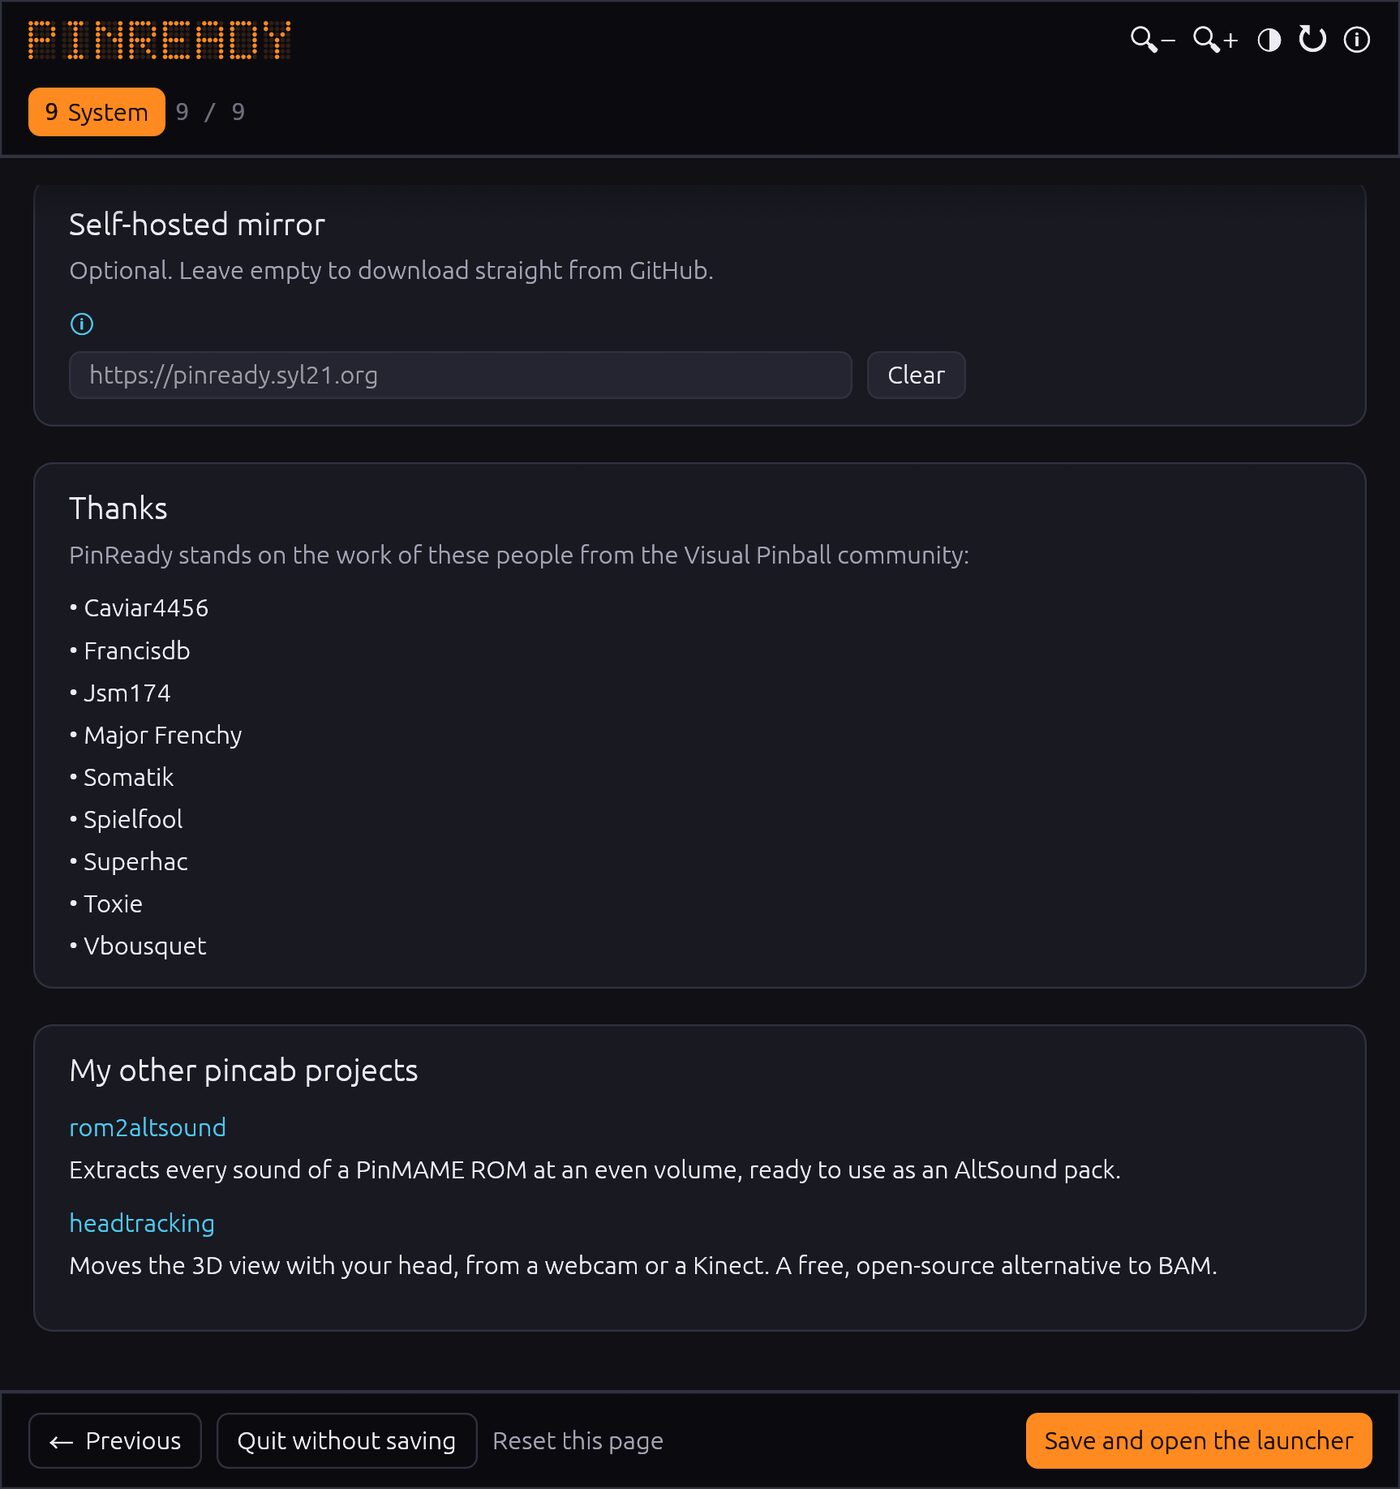 PINREADY
9 System 9 / 9
Self-hosted mirror
Optional. Leave empty to download straight from GitHub.
https://pinready.syl21.org Clear
Thanks
PinReady stands on the work of these people from the Visual Pinball community:
• Caviar4456
• Francisdb
• Jsm174
• Major Frenchy
• Somatik
• Spielfool
• Superhac
• Toxie
• Vbousquet
My other pincab projects
rom2altsound
Extracts every sound of a PinMAME ROM at an even volume, ready to use as an AltSound pack.
headtracking
Moves the 3D view with your head, from a webcam or a Kinect. A free, open-source alternative to BAM.
← Previous Quit without saving Reset this page Save and open the launcher